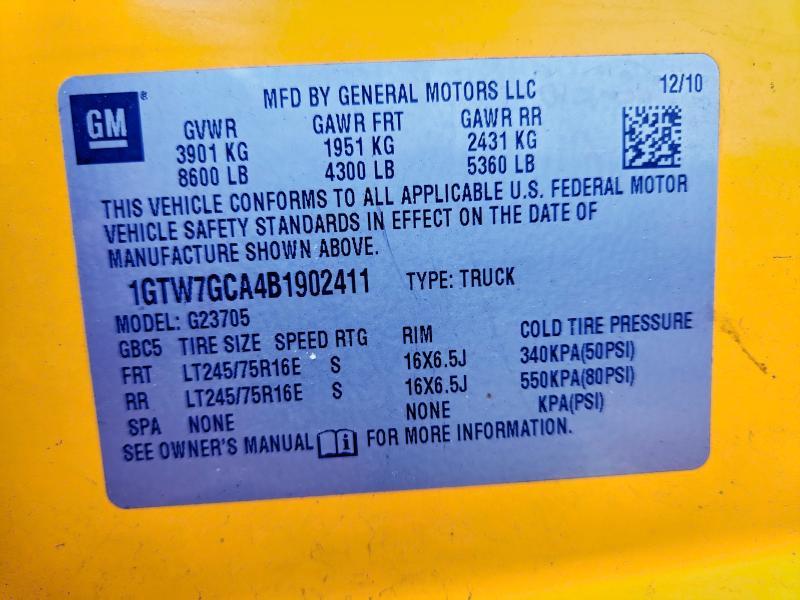 GM®
MFD BY GENERAL MOTORS LLC 12/10
GVWR GAWR FRT GAWR RR
3901 KG 1951 KG 2431 KG
8600 LB 4300 LB 5360 LB
THIS VEHICLE CONFORMS TO ALL APPLICABLE U.S. FEDERAL MOTOR
VEHICLE SAFETY STANDARDS IN EFFECT ON THE DATE OF
MANUFACTURE SHOWN ABOVE.
1GTW7GCA4B1902411 TYPE: TRUCK
MODEL: G23705
GBC5 TIRE SIZE SPEED RTG RIM COLD TIRE PRESSURE
FRT LT245/75R16E S 16X6.5J 340KPA(50PSI)
RR LT245/75R16E S 16X6.5J 550KPA(80PSI)
SPA NONE NONE KPA(PSI)
SEE OWNER'S MANUAL FOR MORE INFORMATION.